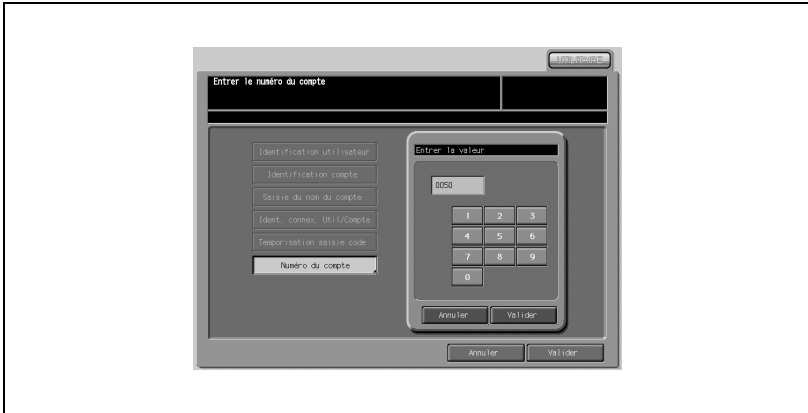 UTILITAIRE
Entrer le numéro du compte
Identification utilisateur
Identification compte
Saisie du nom du compte
Ident. connex. Util/Compte
Temporisation saisie code
Numéro du compte
Entrer la valeur
0050
1 2 3
4 5 6
7 8 9
0
Annuler Valider
Annuler Valider